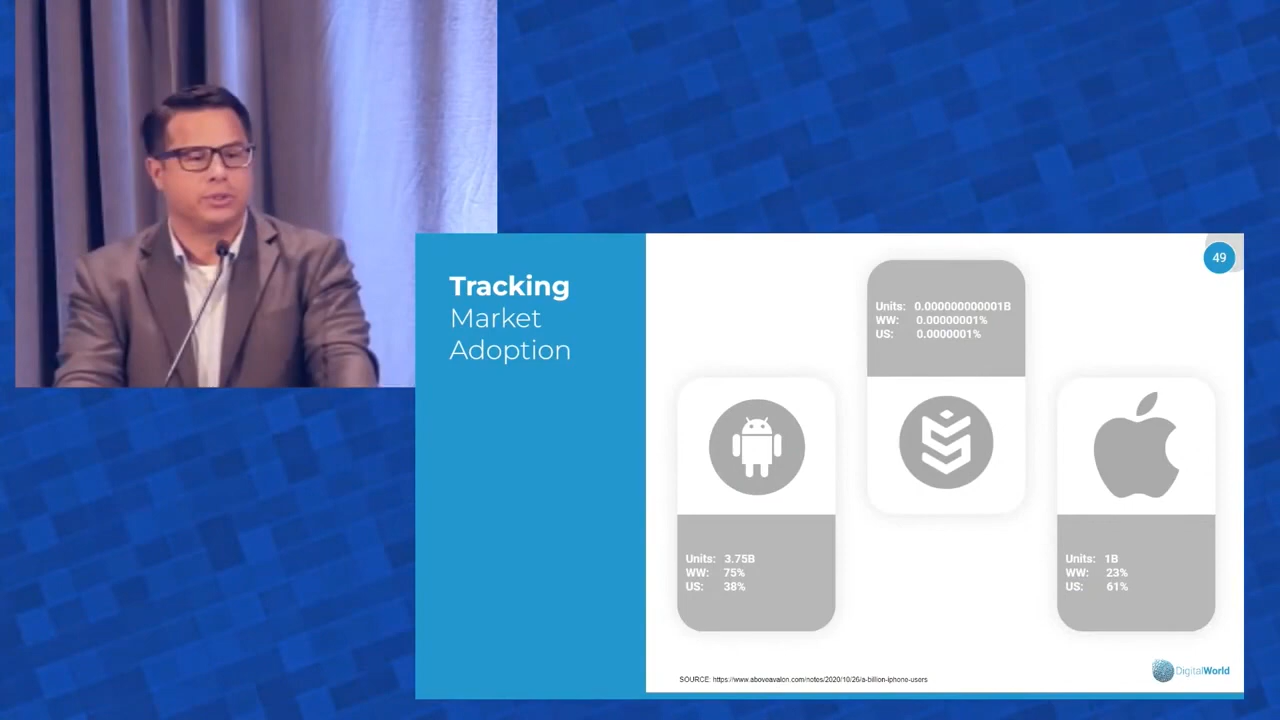 Tracking
Market
Adoption
49
Units: 0.000000000001B
WW: 0.00000001%
US: 0.0000001%
Units: 3.75B
WW: 75%
US: 38%
Units: 1B
WW: 23%
US: 61%
SOURCE: https://www.aboveavalon.com/notes/2020/10/26/a-billion-iphone-users
DigitalWorld